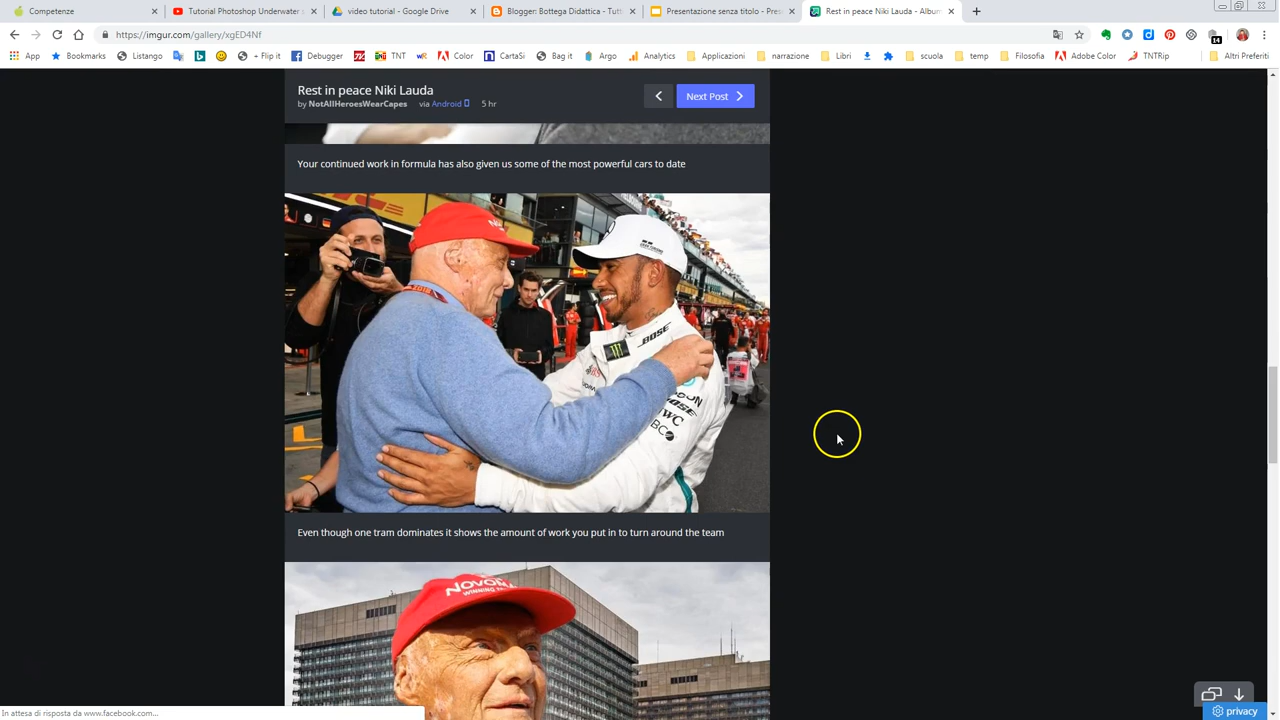 Competenze
Tutorial Photoshop Underwater s
video tutorial - Google Drive
Blogger: Bottega Didattica - Tutt
Presentazione senza titolo - Pres
Rest in peace Niki Lauda - Album
https://imgur.com/gallery/xgED4Nf
App
Bookmarks
Listango
+ Flip it
Debugger
TNT
Color
CartaSi
Bag it
Argo
Analytics
Applicazioni
narrazione
Libri
scuola
temp
Filosofia
Adobe Color
TNTRip
Altri Preferiti
14
Rest in peace Niki Lauda
by NotAllHeroesWearCapes via Android 5 hr
Next Post
Your continued work in formula has also given us some of the most powerful cars to date
BOSE
BOSE
Even though one tram dominates it shows the amount of work you put in to turn around the team
In attesa di risposta da www.facebook.com...
privacy